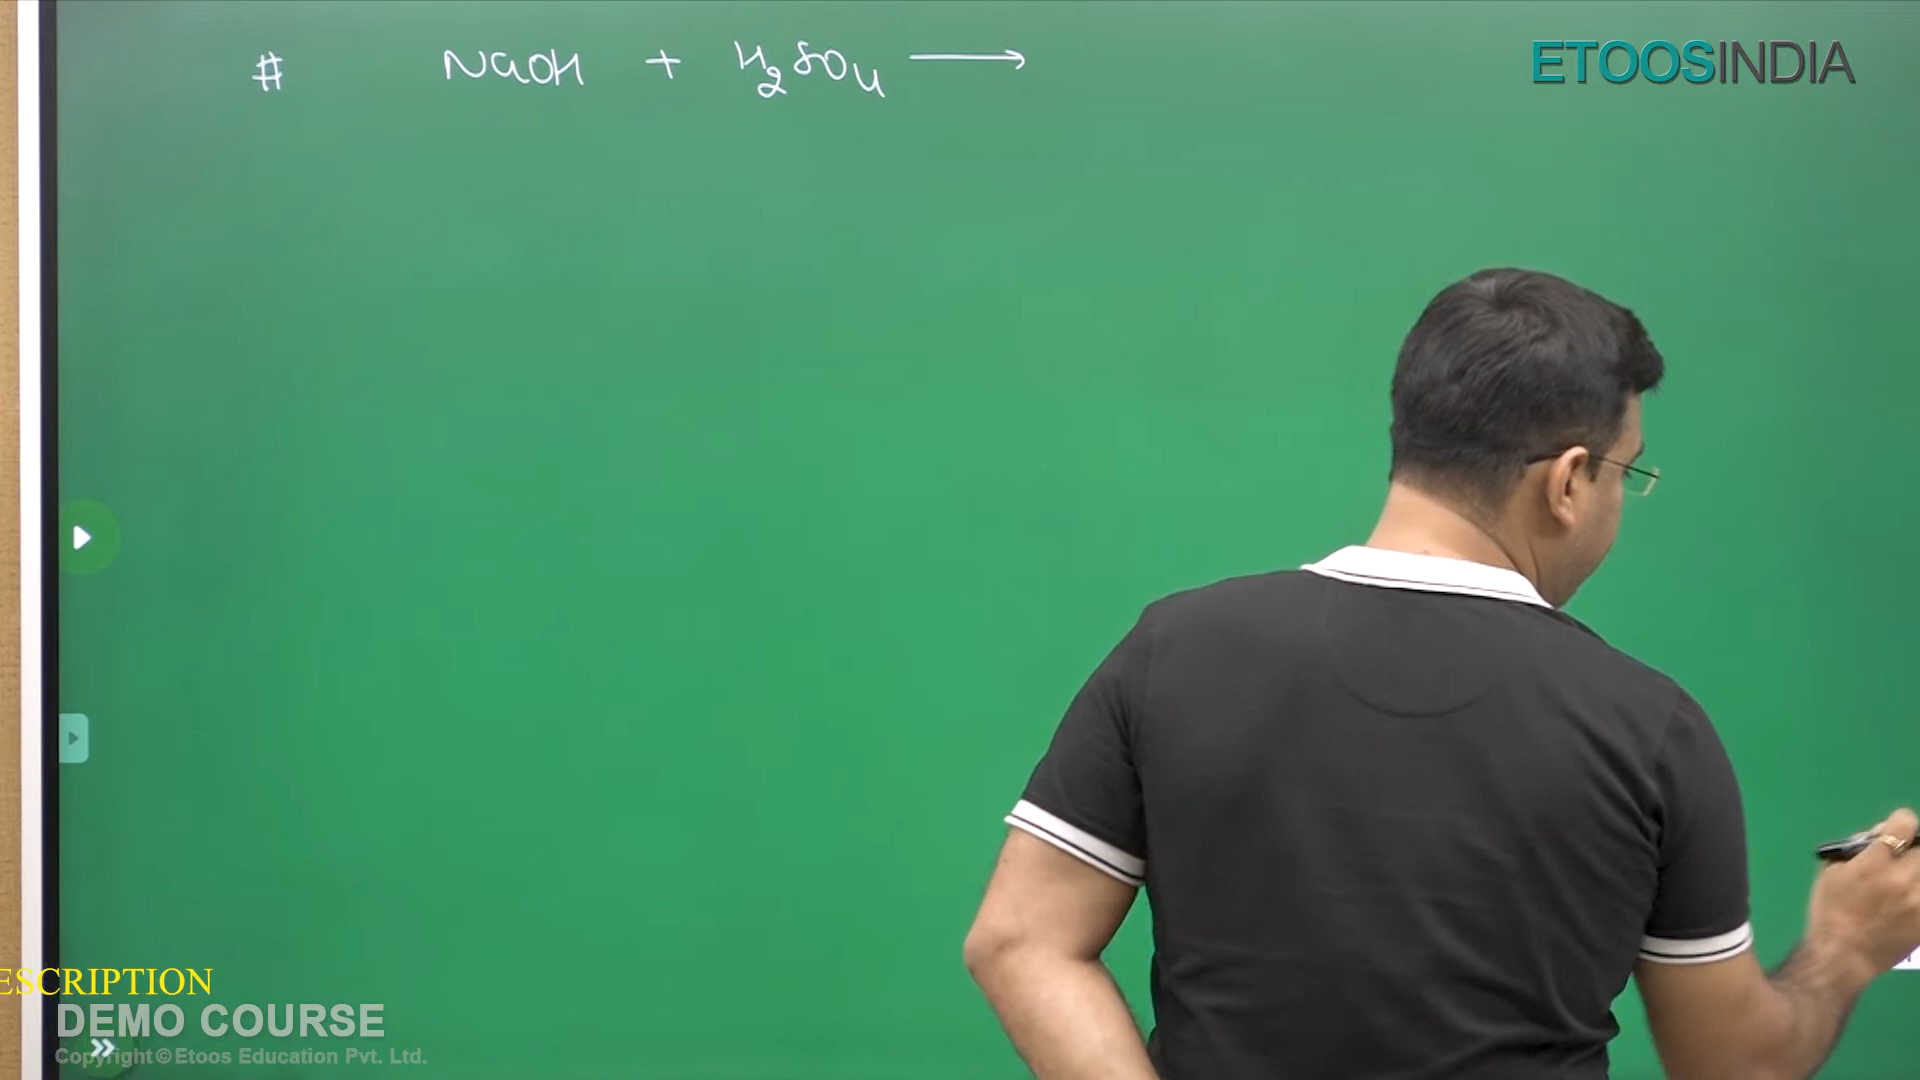 # NaOH + H₂SO₄ ⟶
ETOOSINDIA
ESCRIPTION
DEMO COURSE
Copyright © Etoos Education Pvt. Ltd.